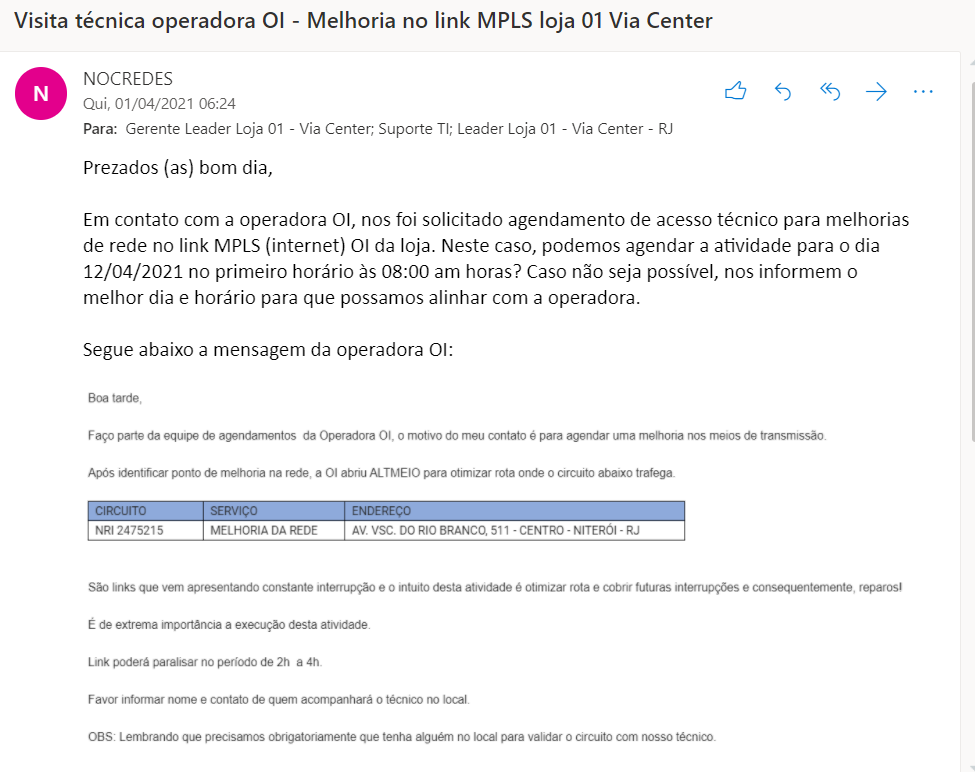 Visita técnica operadora OI - Melhoria no link MPLS loja 01 Via Center
N
NOCREDES
Qui, 01/04/2021 06:24
Para: Gerente Leader Loja 01 - Via Center; Suporte TI; Leader Loja 01 - Via Center - RJ
Prezados (as) bom dia,
Em contato com a operadora OI, nos foi solicitado agendamento de acesso técnico para melhorias
de rede no link MPLS (internet) OI da loja. Neste caso, podemos agendar a atividade para o dia
12/04/2021 no primeiro horário às 08:00 am horas? Caso não seja possível, nos informem o
melhor dia e horário para que possamos alinhar com a operadora.
Segue abaixo a mensagem da operadora OI:
Boa tarde,
Faço parte da equipe de agendamentos da Operadora OI, o motivo do meu contato é para agendar uma melhoria nos meios de transmissão.
Após identificar ponto de melhoria na rede, a OI abriu ALTMEIO para otimizar rota onde o circuito abaixo trafega.
CIRCUITO SERVIÇO ENDEREÇO
NRI 2475215 MELHORIA DA REDE AV. VSC. DO RIO BRANCO, 511 - CENTRO - NITERÓI - RJ
São links que vem apresentando constante interrupção e o intuito desta atividade é otimizar rota e cobrir futuras interrupções e consequentemente, reparos!
É de extrema importância a execução desta atividade.
Link poderá paralisar no período de 2h a 4h.
Favor informar nome e contato de quem acompanhará o técnico no local.
OBS: Lembrando que precisamos obrigatoriamente que tenha alguém no local para validar o circuito com nosso técnico.